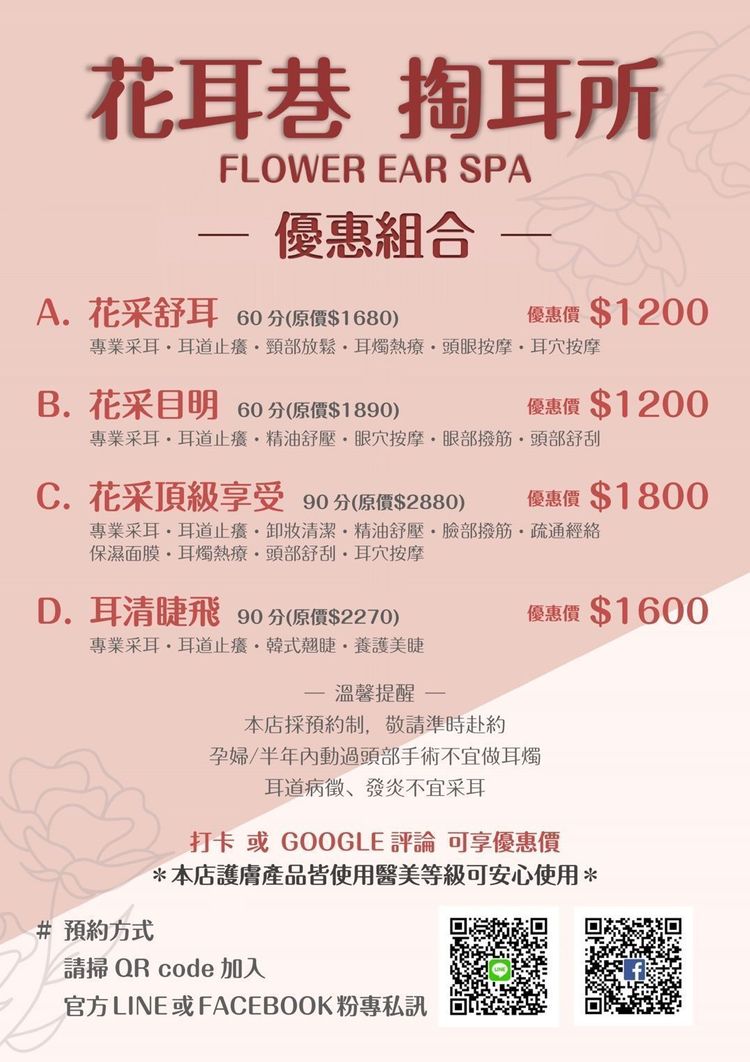 花耳巷 掏耳所
FLOWER EAR SPA
— 優惠組合 —
A. 花采舒耳 60分(原價$1680) 優惠價 $1200
專業采耳・耳道止癢・頸部放鬆・耳燭熱療・頭眼按摩・耳穴按摩
B. 花采目明 60分(原價$1890) 優惠價 $1200
專業采耳・耳道止癢・精油舒壓・眼穴按摩・眼部撥筋・頭部舒刮
C. 花采頂級享受 90分(原價$2880) 優惠價 $1800
專業采耳・耳道止癢・卸妝清潔・精油舒壓・臉部撥筋・疏通經絡
保濕面膜・耳燭熱療・頭部舒刮・耳穴按摩
D. 耳清睫飛 90分(原價$2270) 優惠價 $1600
專業采耳・耳道止癢・韓式翹睫・養護美睫
— 溫馨提醒 —
本店採預約制，敬請準時赴約
孕婦/半年內動過頭部手術不宜做耳燭
耳道病徵、發炎不宜采耳
打卡 或 GOOGLE 評論 可享優惠價
＊本店護膚產品皆使用醫美等級可安心使用＊
# 預約方式
請掃 QR code 加入
官方LINE或FACEBOOK粉專私訊
LINE